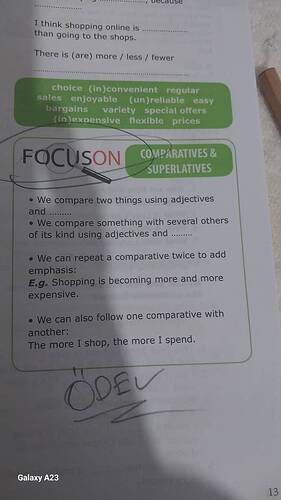 , because
I think shopping online is
than going to the shops.
There is (are) more / less / fewer
choice (in)convenient regular
sales enjoyable (un)reliable easy
bargains variety special offers
(in)expensive flexible prices
FOCUS ON
COMPARATIVES &
SUPERLATIVES
• We compare two things using adjectives
and .........
• We compare something with several others
of its kind using adjectives and .........
• We can repeat a comparative twice to add
emphasis:
E.g. Shopping is becoming more and more
expensive.
• We can also follow one comparative with
another:
The more I shop, the more I spend.
ÖDEV
Galaxy A23
13